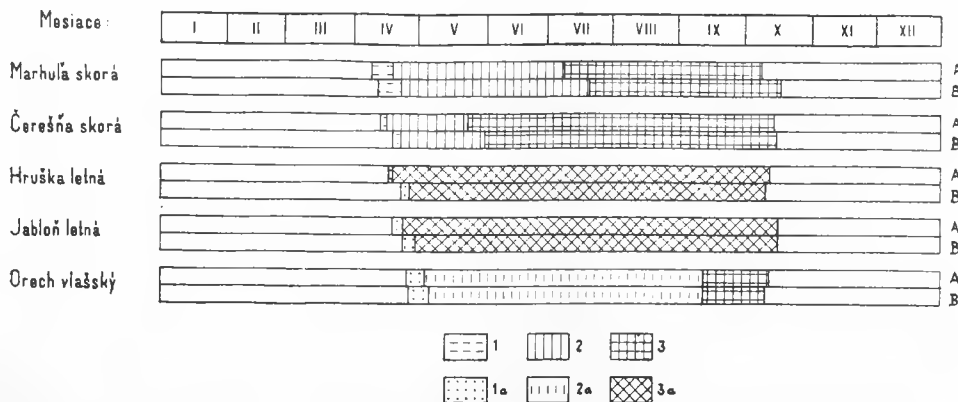 Mesiace: I II III IV V VI VII VIII IX X XI XII
Marhuľa skorá A
B
Čerešňa skorá A
B
Hruška letná A
B
Jabloň letná A
B
Orech vlašský A
B
1 2 3
1a 2a 3a